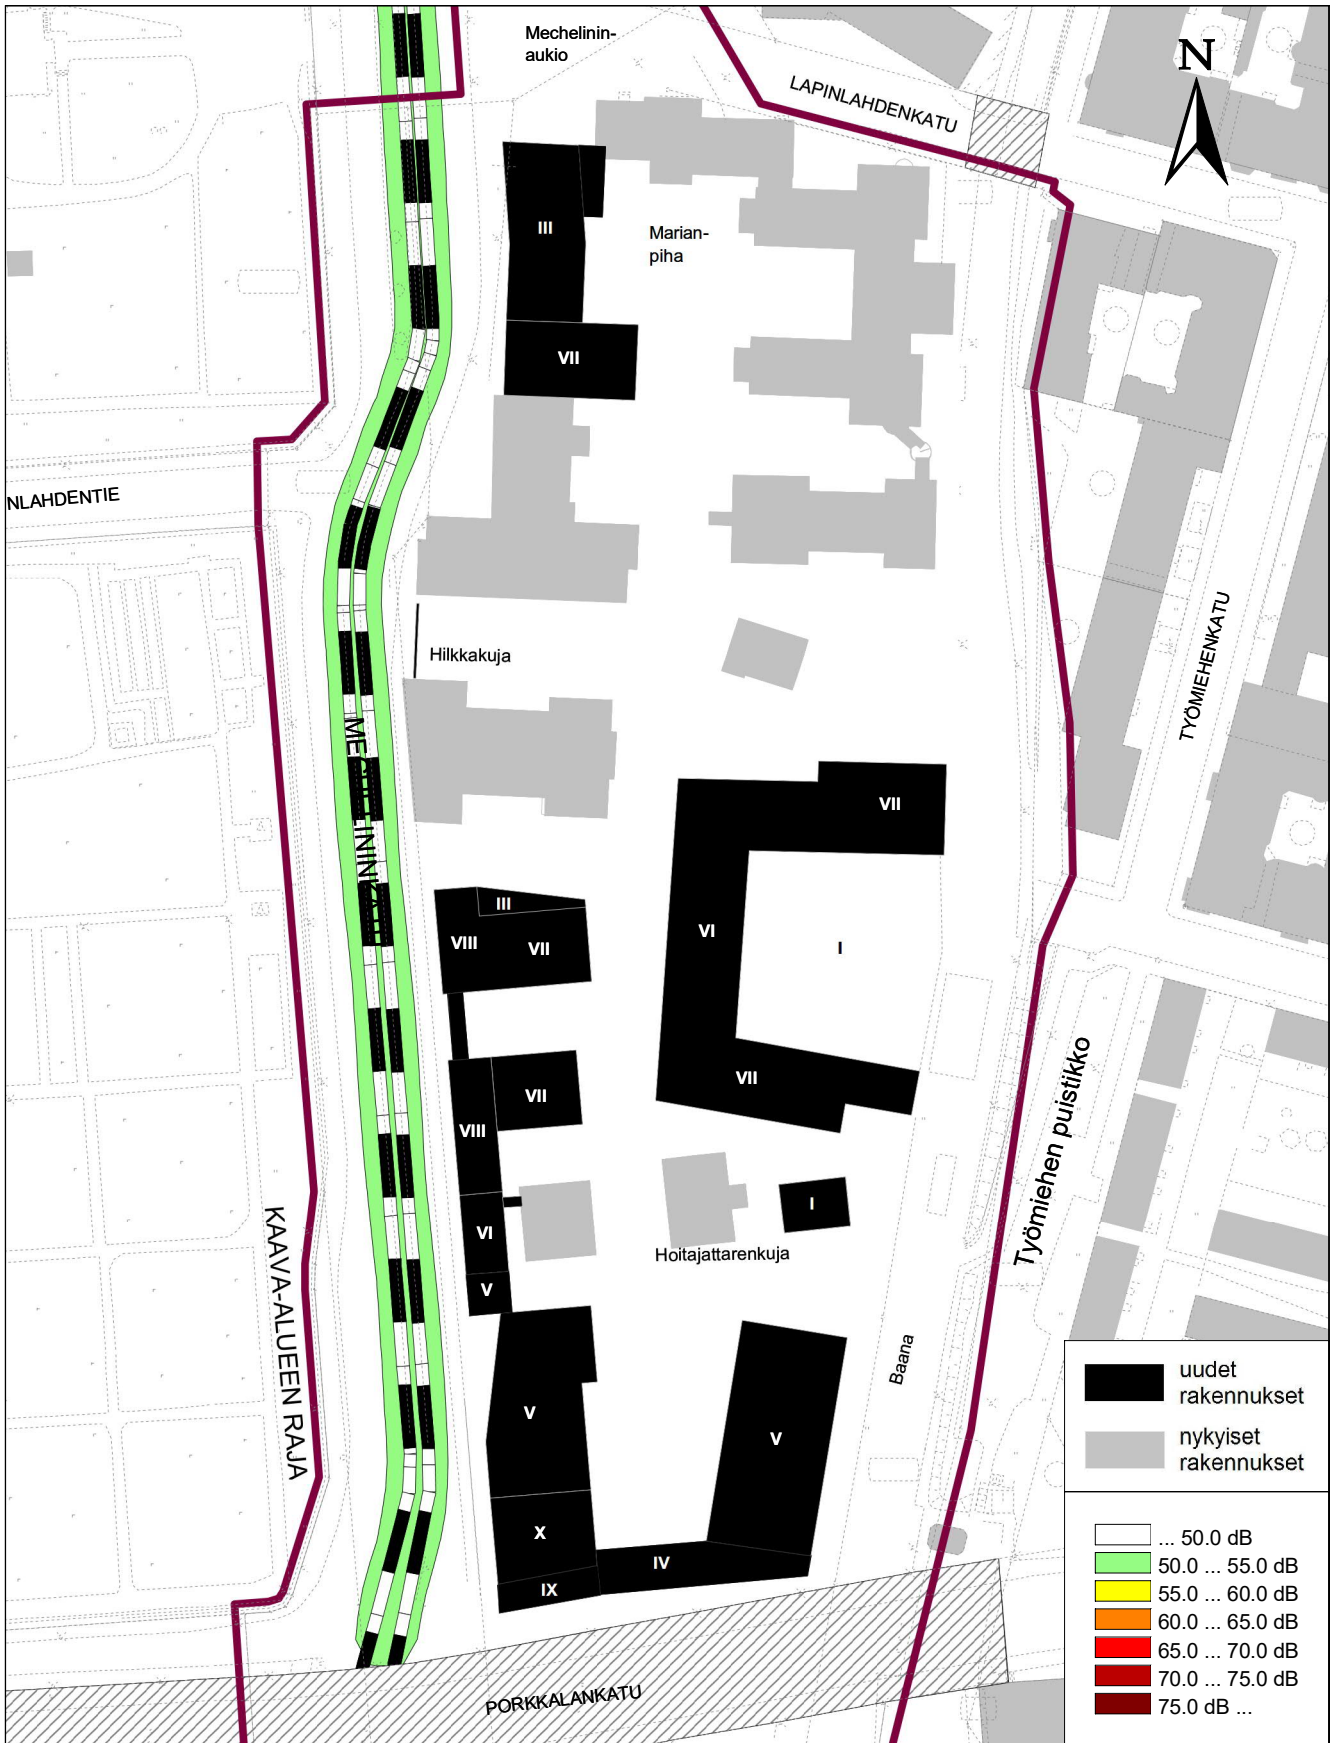 Mechelinin-
aukio
N
LAPINLAHDENKATU
III
Marian-
piha
VII
NLAHDENTIE
TYÖMIEHENKATU
Hilkkakuja
MECHELININKATU
VII
III
VIII
VII
VI
I
VII
VII
VIII
Työmiehen puistikko
I
VI
Hoitajattarenkuja
V
KAAVA-ALUEEN RAJA
Baana
V
V
X
IV
IX
PORKKALANKATU
uudet
rakennukset
nykyiset
rakennukset
... 50.0 dB
50.0 ... 55.0 dB
55.0 ... 60.0 dB
60.0 ... 65.0 dB
65.0 ... 70.0 dB
70.0 ... 75.0 dB
75.0 dB ...